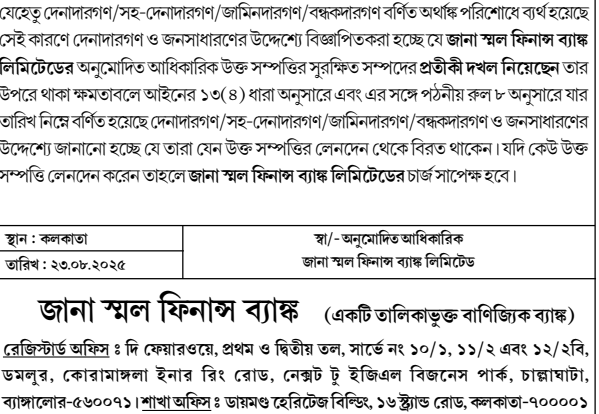 যেহেতু দেনাদারগণ/সহ-দেনাদারগণ/জামিনদারগণ/বন্ধকদারগণ বর্ণিত অর্থাঙ্ক পরিশোধে ব্যর্থ হয়েছে
সেই কারণে দেনাদারগণ ও জনসাধারণের উদ্দেশ্যে বিজ্ঞাপিতকরা হচ্ছে যে জানা স্মল ফিনান্স ব্যাঙ্ক
লিমিটেডের অনুমোদিত আধিকারিক উক্ত সম্পত্তির সুরক্ষিত সম্পদের প্রতীকী দখল নিয়েছেন তার
উপরে থাকা ক্ষমতাবলে আইনের ১৩(৪) ধারা অনুসারে এবং এর সঙ্গে পঠনীয় রুল ৮ অনুসারে যার
তারিখ নিম্নে বর্ণিত হয়েছে দেনাদারগণ/সহ-দেনাদারগণ/জামিনদারগণ/বন্ধকদারগণ ও জনসাধারণের
উদ্দেশ্যে জানানো হচ্ছে যে তারা যেন উক্ত সম্পত্তির লেনদেন থেকে বিরত থাকেন। যদি কেউ উক্ত
সম্পত্তি লেনদেন করেন তাহলে জানা স্মল ফিনান্স ব্যাঙ্ক লিমিটেডের চার্জ সাপেক্ষ হবে।
স্থান : কলকাতা
তারিখ : ২৩.০৮.২০২৫
স্বা/- অনুমোদিত আধিকারিক
জানা স্মল ফিনান্স ব্যাঙ্ক লিমিটেড
জানা স্মল ফিনান্স ব্যাঙ্ক (একটি তালিকাভুক্ত বাণিজ্যিক ব্যাঙ্ক)
রেজিস্টার্ড অফিস ঃ দি ফেয়ারওয়ে, প্রথম ও দ্বিতীয় তল, সার্ভে নং ১০/১, ১১/২ এবং ১২/২বি,
ডমলুর, কোরামাঙ্গলা ইনার রিং রোড, নেক্সট টু ইজিএল বিজনেস পার্ক, চাল্লাঘাটা,
ব্যাঙ্গালোর-৫৬০০৭১। শাখা অফিস ঃ ডায়মণ্ড হেরিটেজ বিল্ডিং, ১৬ স্ট্র্যান্ড রোড, কলকাতা-৭০০০০১